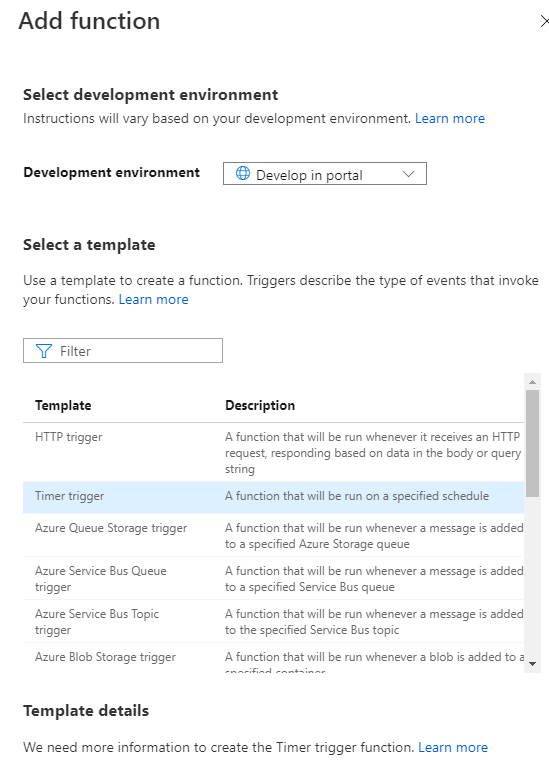 Add function
Select development environment
Instructions will vary based on your development environment. Learn more
Development environment
Develop in portal
Select a template
Use a template to create a function. Triggers describe the type of events that invoke
your functions. Learn more
Filter
Template Description
HTTP trigger A function that will be run whenever it receives an HTTP
request, responding based on data in the body or query
string
Timer trigger A function that will be run on a specified schedule
Azure Queue Storage trigger A function that will be run whenever a message is added
to a specified Azure Storage queue
Azure Service Bus Queue A function that will be run whenever a message is added
trigger to a specified Service Bus queue
Azure Service Bus Topic A function that will be run whenever a message is added
trigger to the specified Service Bus topic
Azure Blob Storage trigger A function that will be run whenever a blob is added to a
specified container
Template details
We need more information to create the Timer trigger function. Learn more